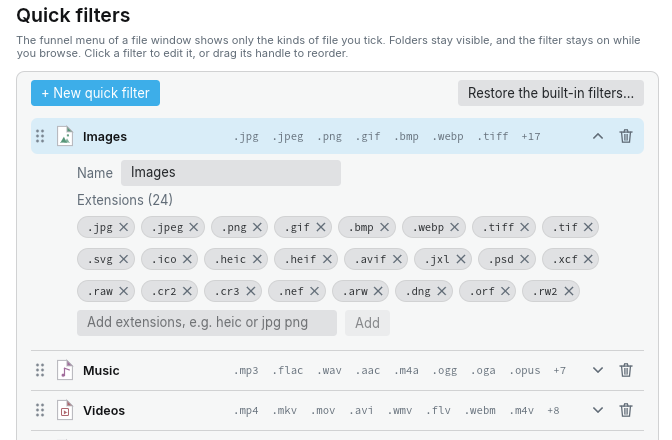 Quick filters
The funnel menu of a file window shows only the kinds of file you tick. Folders stay visible, and the filter stays on while
you browse. Click a filter to edit it, or drag its handle to reorder.
+ New quick filter
Restore the built-in filters...
Images .jpg .jpeg .png .gif .bmp .webp .tiff +17
Name Images
Extensions (24)
.jpg .jpeg .png .gif .bmp .webp .tiff .tif
.svg .ico .heic .heif .avif .jxl .psd .xcf
.raw .cr2 .cr3 .nef .arw .dng .orf .rw2
Add extensions, e.g. heic or jpg png Add
Music .mp3 .flac .wav .aac .m4a .ogg .oga .opus +7
Videos .mp4 .mkv .mov .avi .wmv .flv .webm .m4v +8